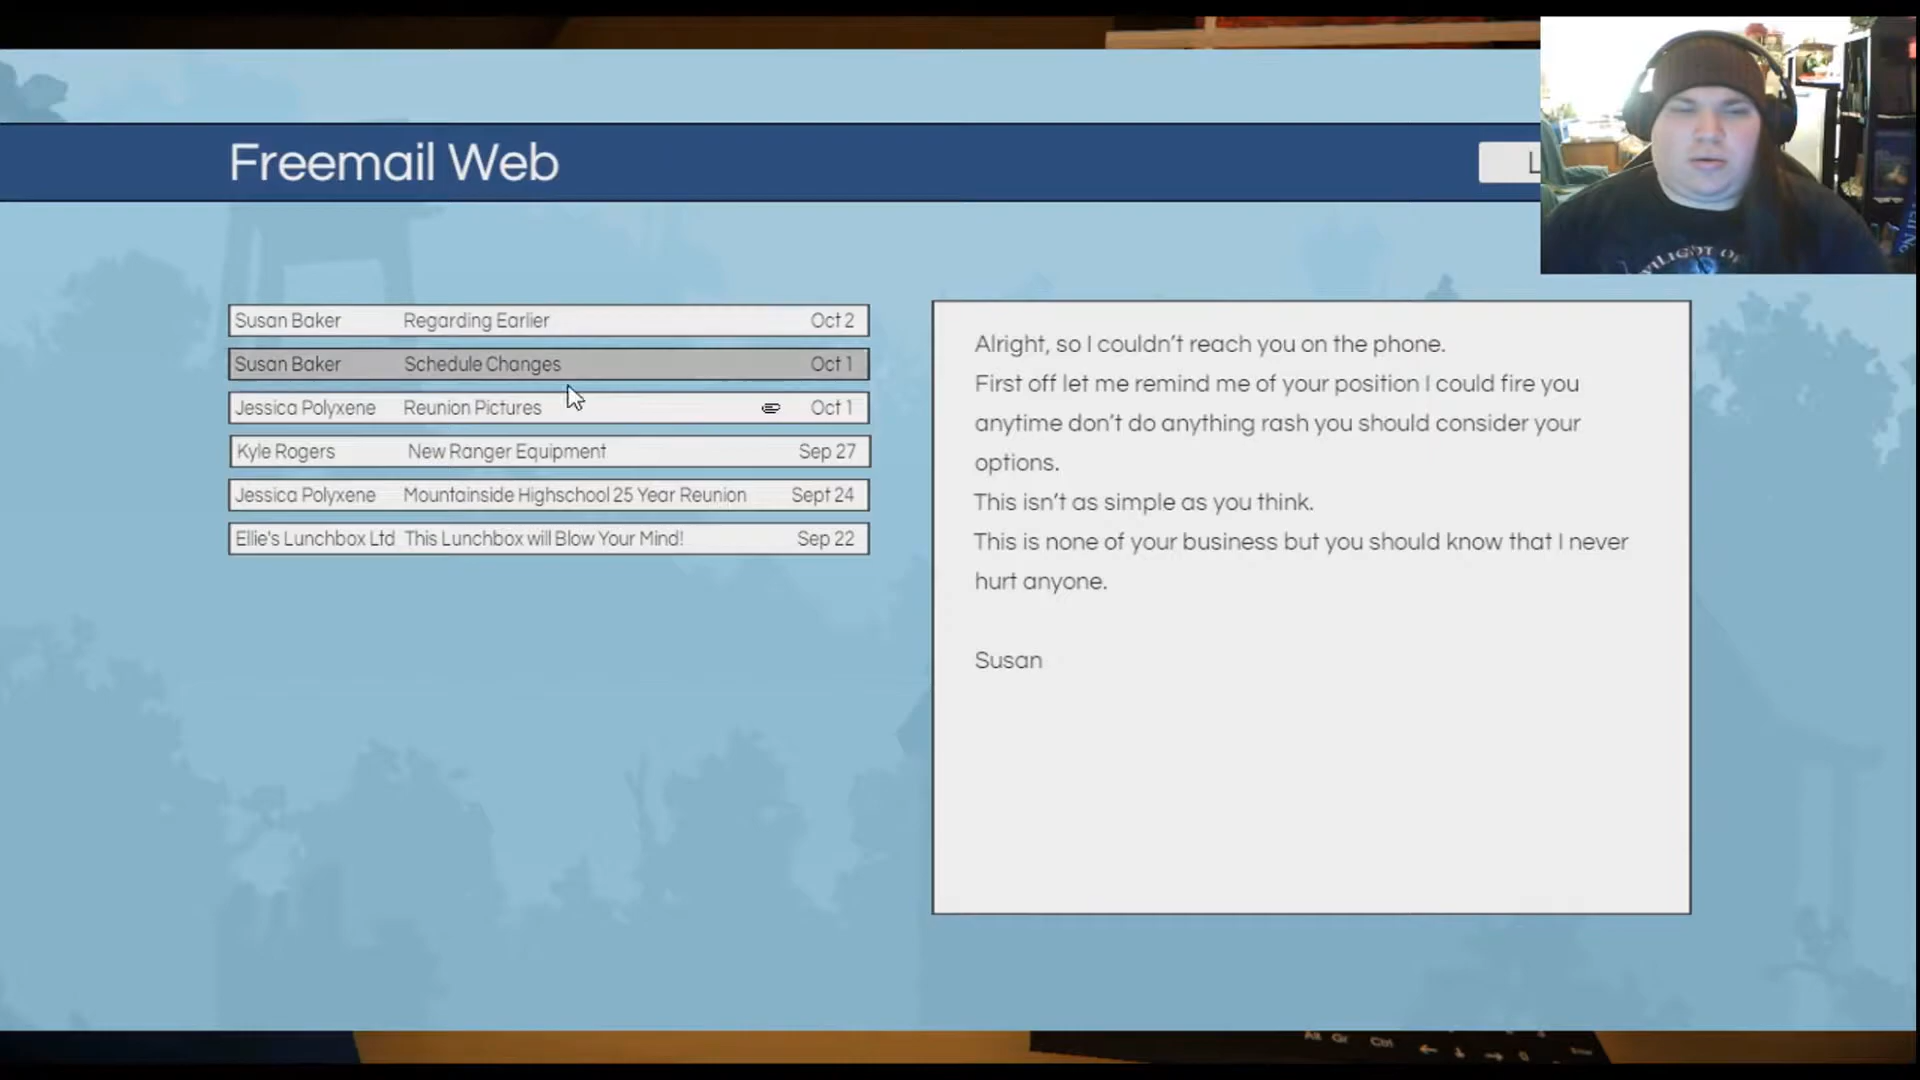 Freemail Web
L
Susan Baker Regarding Earlier Oct 2
Susan Baker Schedule Changes Oct 1
Jessica Polyxene Reunion Pictures Oct 1
Kyle Rogers New Ranger Equipment Sep 27
Jessica Polyxene Mountainside Highschool 25 Year Reunion Sept 24
Ellie's Lunchbox Ltd This Lunchbox will Blow Your Mind! Sep 22
Alright, so I couldn't reach you on the phone.
First off let me remind me of your position I could fire you
anytime don't do anything rash you should consider your
options.
This isn't as simple as you think.
This is none of your business but you should know that I never
hurt anyone.
Susan
Alt Gr Ctrl